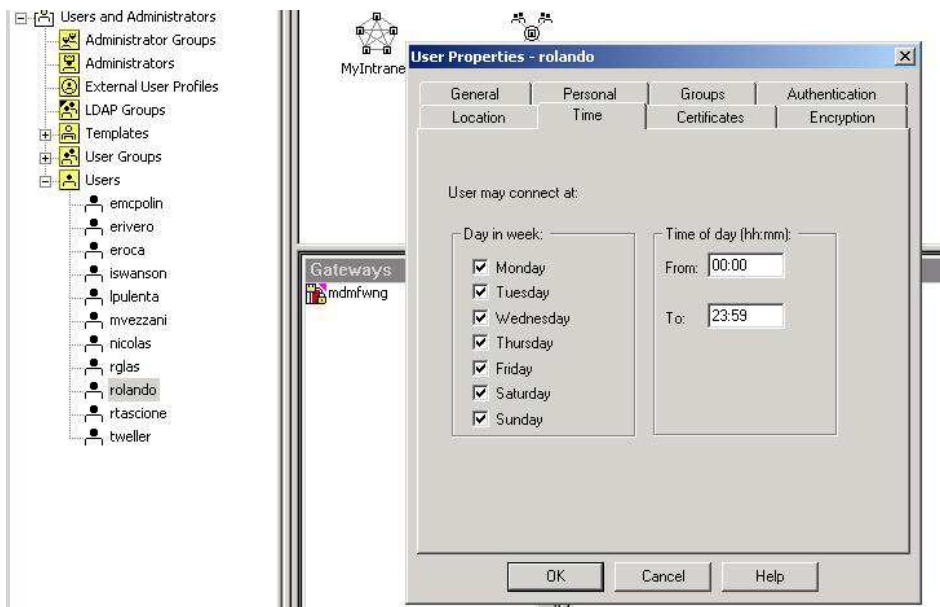 Users and Administrators
Administrator Groups
Administrators
External User Profiles
LDAP Groups
Templates
User Groups
Users
emcpolin
erivero
eroca
iswanson
lpulenta
mvezzani
nicolas
rglas
rolando
rtascione
tweller
MyIntrane
Gateways
mdmfwng
User Properties - rolando
General Personal Groups Authentication
Location Time Certificates Encryption
User may connect at:
Day in week:
Monday
Tuesday
Wednesday
Thursday
Friday
Saturday
Sunday
Time of day (hh:mm):
From: 00:00
To: 23:59
OK Cancel Help